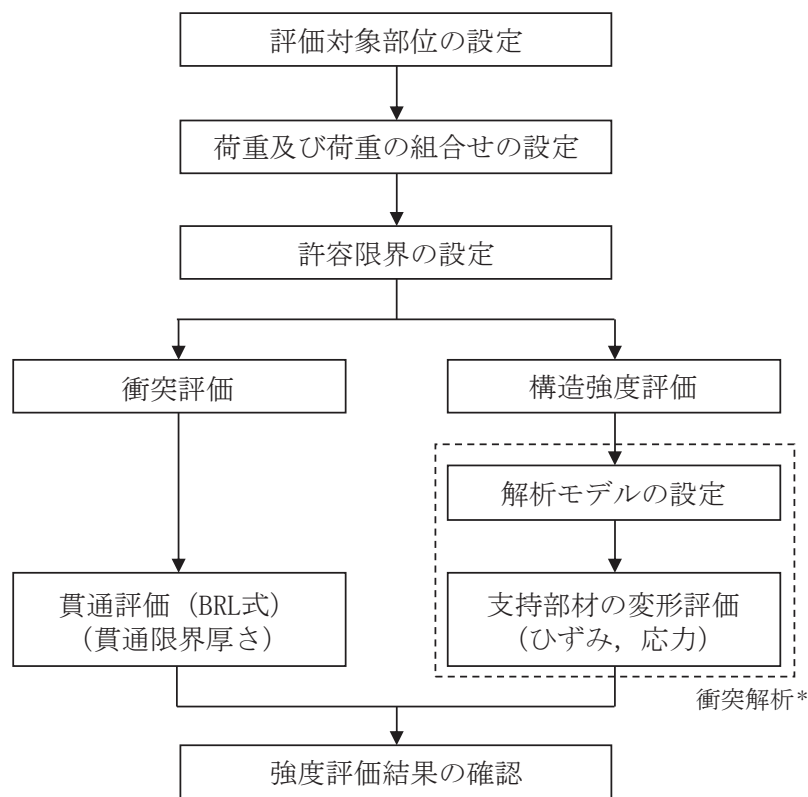 評価対象部位の設定
荷重及び荷重の組合せの設定
許容限界の設定
衝突評価
構造強度評価
解析モデルの設定
貫通評価（BRL式）
（貫通限界厚さ）
支持部材の変形評価
（ひずみ，応力）
衝突解析*
強度評価結果の確認